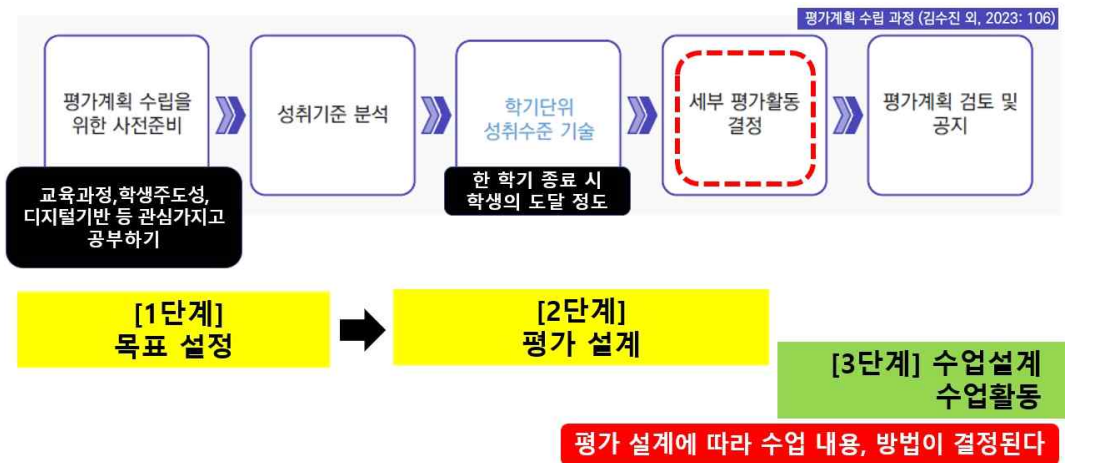 평가계획 수립 과정 (김수진 외, 2023: 106)
평가계획 수립을
위한 사전준비
성취기준 분석
학기단위
성취수준 기술
세부 평가활동
결정
평가계획 검토 및
공지
교육과정,학생주도성,
디지털기반 등 관심가지고
공부하기
한 학기 종료 시
학생의 도달 정도
[1단계]
목표 설정
[2단계]
평가 설계
[3단계] 수업설계
수업활동
평가 설계에 따라 수업 내용, 방법이 결정된다